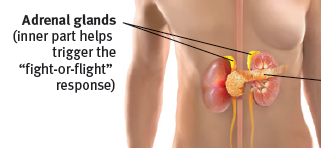 Adrenal glands
(inner part helps
trigger the
“fight-or-flight”
response)